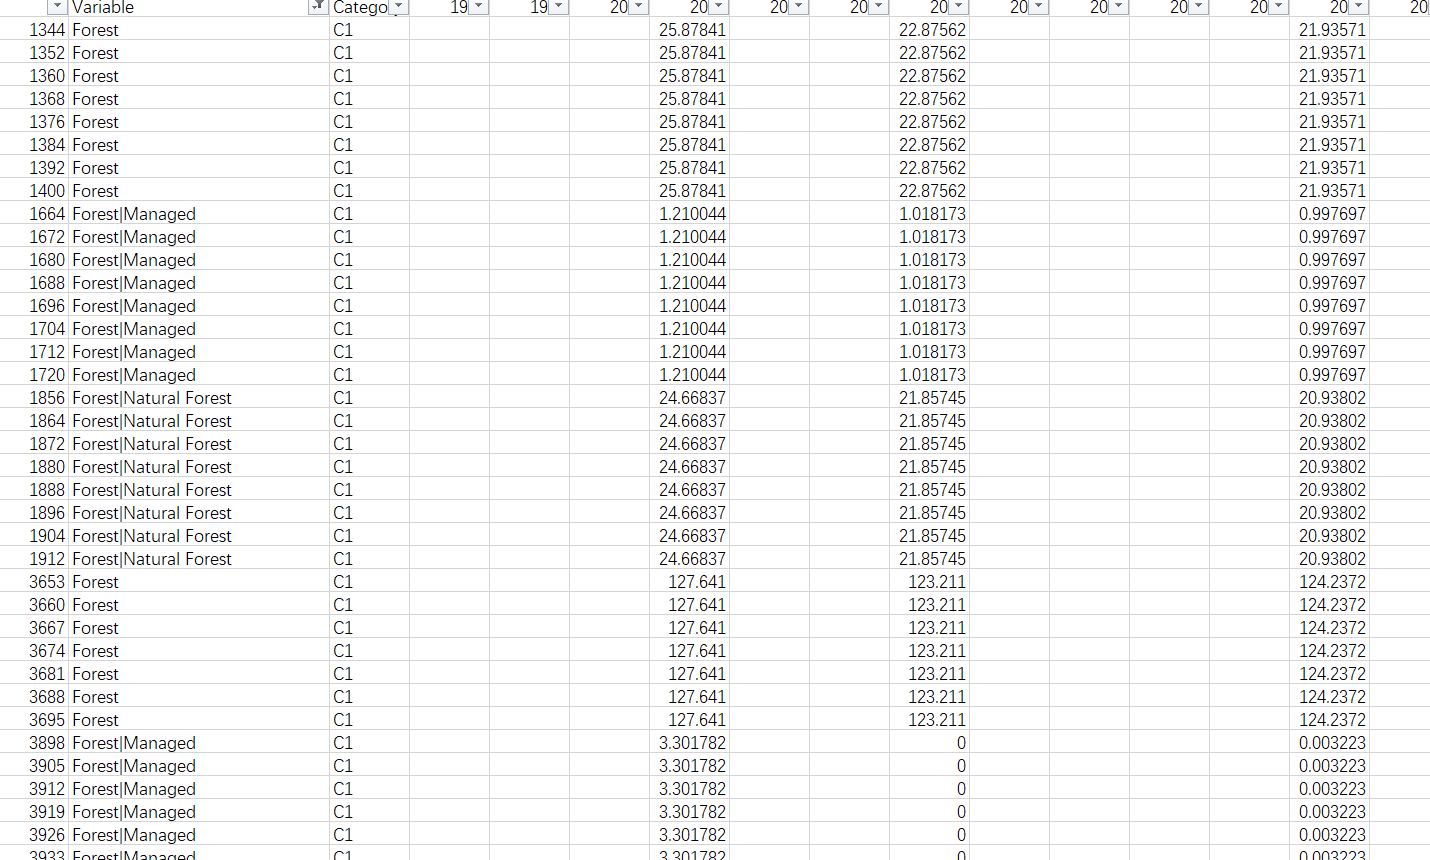 Variable Catego 19 19 20 20 20 20 20 20 20 20 20 20 20
1344 Forest C1 25.87841 22.87562 21.93571
1352 Forest C1 25.87841 22.87562 21.93571
1360 Forest C1 25.87841 22.87562 21.93571
1368 Forest C1 25.87841 22.87562 21.93571
1376 Forest C1 25.87841 22.87562 21.93571
1384 Forest C1 25.87841 22.87562 21.93571
1392 Forest C1 25.87841 22.87562 21.93571
1400 Forest C1 25.87841 22.87562 21.93571
1664 Forest|Managed C1 1.210044 1.018173 0.997697
1672 Forest|Managed C1 1.210044 1.018173 0.997697
1680 Forest|Managed C1 1.210044 1.018173 0.997697
1688 Forest|Managed C1 1.210044 1.018173 0.997697
1696 Forest|Managed C1 1.210044 1.018173 0.997697
1704 Forest|Managed C1 1.210044 1.018173 0.997697
1712 Forest|Managed C1 1.210044 1.018173 0.997697
1720 Forest|Managed C1 1.210044 1.018173 0.997697
1856 Forest|Natural Forest C1 24.66837 21.85745 20.93802
1864 Forest|Natural Forest C1 24.66837 21.85745 20.93802
1872 Forest|Natural Forest C1 24.66837 21.85745 20.93802
1880 Forest|Natural Forest C1 24.66837 21.85745 20.93802
1888 Forest|Natural Forest C1 24.66837 21.85745 20.93802
1896 Forest|Natural Forest C1 24.66837 21.85745 20.93802
1904 Forest|Natural Forest C1 24.66837 21.85745 20.93802
1912 Forest|Natural Forest C1 24.66837 21.85745 20.93802
3653 Forest C1 127.641 123.211 124.2372
3660 Forest C1 127.641 123.211 124.2372
3667 Forest C1 127.641 123.211 124.2372
3674 Forest C1 127.641 123.211 124.2372
3681 Forest C1 127.641 123.211 124.2372
3688 Forest C1 127.641 123.211 124.2372
3695 Forest C1 127.641 123.211 124.2372
3898 Forest|Managed C1 3.301782 0 0.003223
3905 Forest|Managed C1 3.301782 0 0.003223
3912 Forest|Managed C1 3.301782 0 0.003223
3919 Forest|Managed C1 3.301782 0 0.003223
3926 Forest|Managed C1 3.301782 0 0.003223
3933 Forest|Managed C1 3.301782 0 0.003223